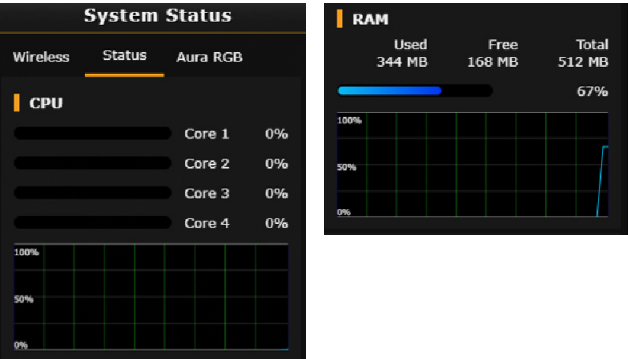 System Status
Wireless Status Aura RGB
CPU
Core 1 0%
Core 2 0%
Core 3 0%
Core 4 0%
100%
50%
0%
RAM
Used Free Total
344 MB 168 MB 512 MB
67%
100%
50%
0%